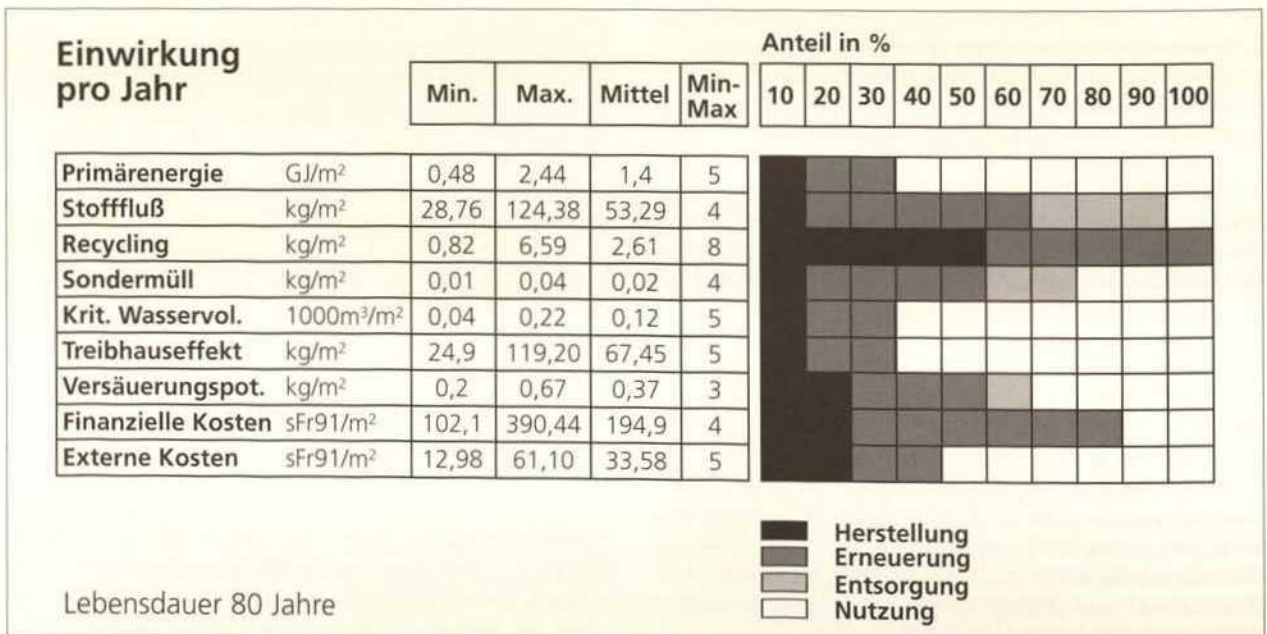 Einwirkung
pro Jahr
Anteil in %
Min. Max. Mittel Min-
Max
10 20 30 40 50 60 70 80 90 100
Primärenergie GJ/m² 0,48 2,44 1,4 5
Stofffluß kg/m² 28,76 124,38 53,29 4
Recycling kg/m² 0,82 6,59 2,61 8
Sondermüll kg/m² 0,01 0,04 0,02 4
Krit. Wasservol. 1000m³/m² 0,04 0,22 0,12 5
Treibhauseffekt kg/m² 24,9 119,20 67,45 5
Versäuerungspot. kg/m² 0,2 0,67 0,37 3
Finanzielle Kosten sFr91/m² 102,1 390,44 194,9 4
Externe Kosten sFr91/m² 12,98 61,10 33,58 5
Herstellung
Erneuerung
Entsorgung
Nutzung
Lebensdauer 80 Jahre